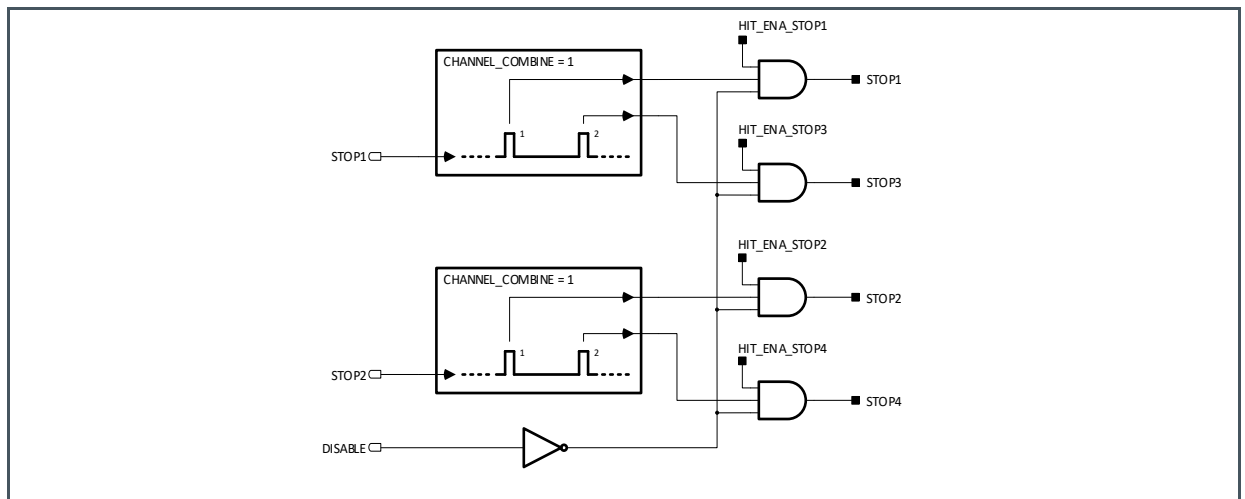 HIT_ENA_STOP1
CHANNEL_COMBINE = 1
STOP1
HIT_ENA_STOP3
1
2
STOP1
STOP3
HIT_ENA_STOP2
CHANNEL_COMBINE = 1
STOP2
HIT_ENA_STOP4
1
2
STOP2
STOP4
DISABLE